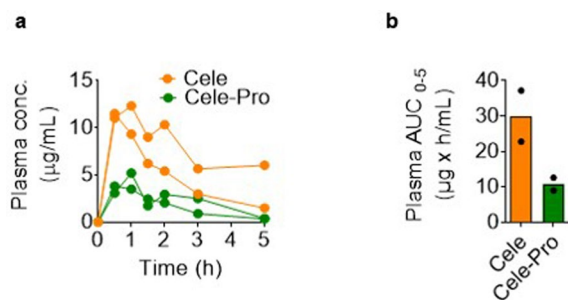 a
Plasma conc.
(µg/mL)
15
10
5
0
Cele
Cele-Pro
0 1 2 3 4 5
Time (h)
b
Plasma AUC 0-5
(µg x h/mL)
40
30
20
10
0
Cele
Cele-Pro